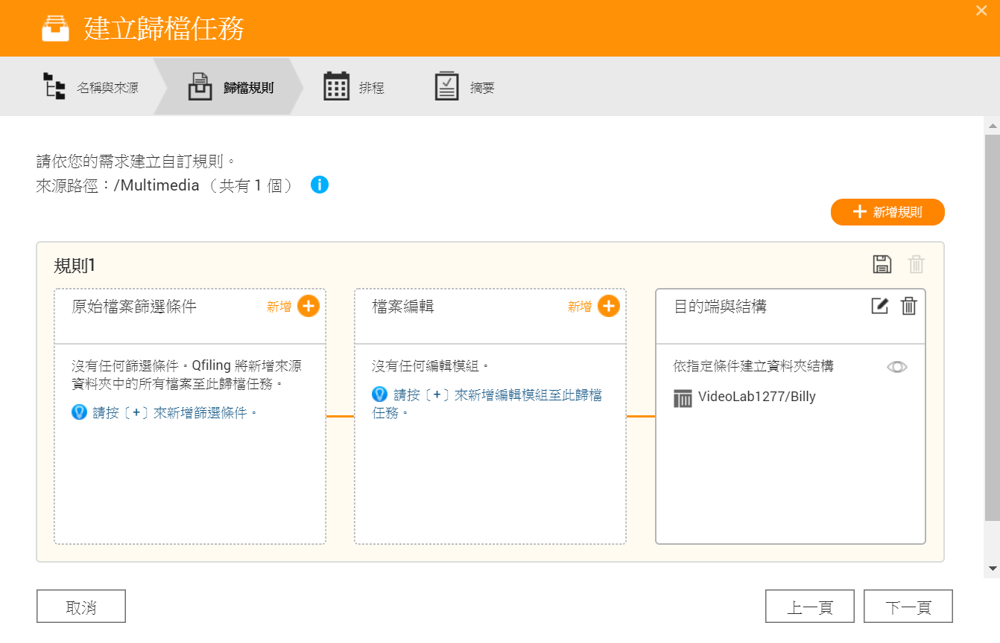 建立歸檔任務
名稱與來源
歸檔規則
排程
摘要
請依您的需求建立自訂規則。
來源路徑：/Multimedia （共有 1 個）
新增規則
規則1
原始檔案篩選條件
新增
沒有任何篩選條件。Qfiling 將新增來源
資料夾中的所有檔案至此歸檔任務。
請按〔+〕來新增篩選條件。
檔案編輯
新增
沒有任何編輯模組。
請按〔+〕來新增編輯模組至此歸檔
任務。
目的端與結構
依指定條件建立資料夾結構
VideoLab1277/Billy
取消
上一頁
下一頁